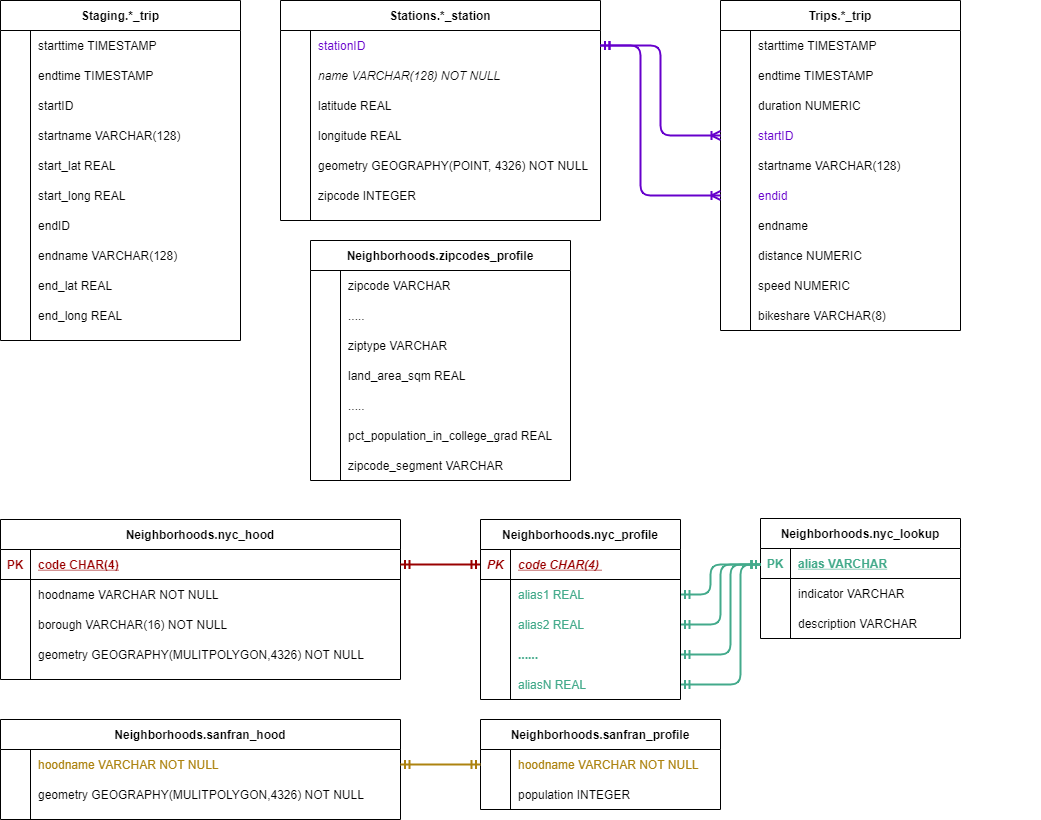 Staging.*_trip
starttime TIMESTAMP
endtime TIMESTAMP
startID
startname VARCHAR(128)
start_lat REAL
start_long REAL
endID
endname VARCHAR(128)
end_lat REAL
end_long REAL
Stations.*_station
stationID
name VARCHAR(128) NOT NULL
latitude REAL
longitude REAL
geometry GEOGRAPHY(POINT, 4326) NOT NULL
zipcode INTEGER
Trips.*_trip
starttime TIMESTAMP
endtime TIMESTAMP
duration NUMERIC
startID
startname VARCHAR(128)
endid
endname
distance NUMERIC
speed NUMERIC
bikeshare VARCHAR(8)
Neighborhoods.zipcodes_profile
zipcode VARCHAR
.....
ziptype VARCHAR
land_area_sqm REAL
.....
pct_population_in_college_grad REAL
zipcode_segment VARCHAR
Neighborhoods.nyc_hood
PK code CHAR(4)
hoodname VARCHAR NOT NULL
borough VARCHAR(16) NOT NULL
geometry GEOGRAPHY(MULITPOLYGON,4326) NOT NULL
Neighborhoods.nyc_profile
PK code CHAR(4)
alias1 REAL
alias2 REAL
......
aliasN REAL
Neighborhoods.nyc_lookup
PK alias VARCHAR
indicator VARCHAR
description VARCHAR
Neighborhoods.sanfran_hood
hoodname VARCHAR NOT NULL
geometry GEOGRAPHY(MULITPOLYGON,4326) NOT NULL
Neighborhoods.sanfran_profile
hoodname VARCHAR NOT NULL
population INTEGER